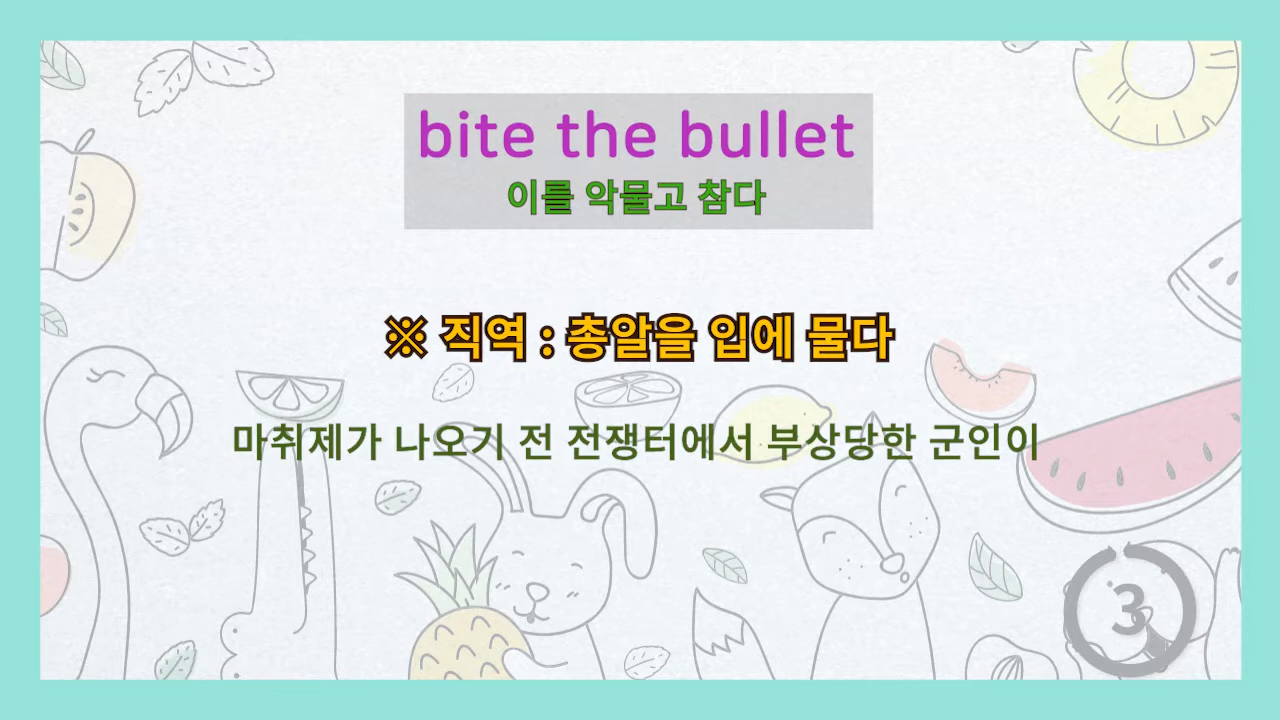 bite the bullet
이를 악물고 참다
※ 직역 : 총알을 입에 물다
마취제가 나오기 전 전쟁터에서 부상당한 군인이
3